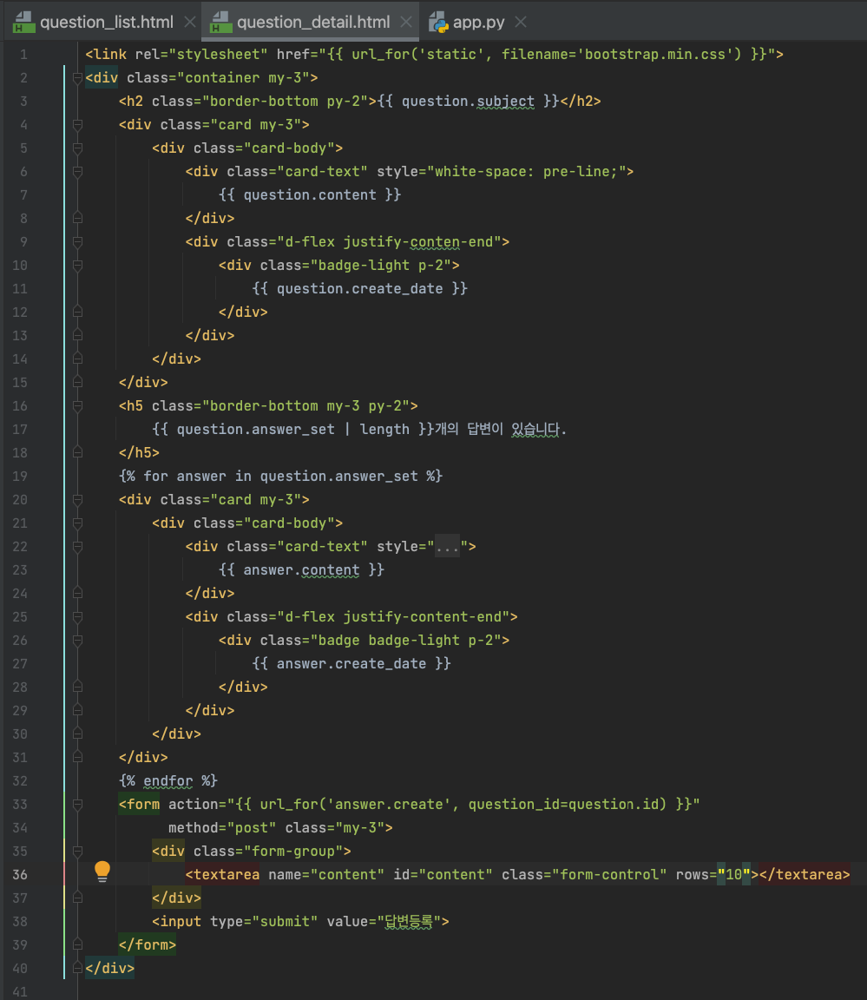 question_list.html question_detail.html app.py
1 <link rel="stylesheet" href="{{ url_for('static', filename='bootstrap.min.css') }}">
2 <div class="container my-3">
3     <h2 class="border-bottom py-2">{{ question.subject }}</h2>
4     <div class="card my-3">
5         <div class="card-body">
6             <div class="card-text" style="white-space: pre-line;">
7                 {{ question.content }}
8             </div>
9             <div class="d-flex justify-conten-end">
10                 <div class="badge-light p-2">
11                     {{ question.create_date }}
12                 </div>
13             </div>
14         </div>
15     </div>
16     <h5 class="border-bottom my-3 py-2">
17         {{ question.answer_set | length }}개의 답변이 있습니다.
18     </h5>
19     {% for answer in question.answer_set %}
20     <div class="card my-3">
21         <div class="card-body">
22             <div class="card-text" style="...">
23                 {{ answer.content }}
24             </div>
25             <div class="d-flex justify-content-end">
26                 <div class="badge badge-light p-2">
27                     {{ answer.create_date }}
28                 </div>
29             </div>
30         </div>
31     </div>
32     {% endfor %}
33     <form action="{{ url_for('answer.create', question_id=question.id) }}"
34           method="post" class="my-3">
35         <div class="form-group">
36             <textarea name="content" id="content" class="form-control" rows="10"></textarea>
37         </div>
38         <input type="submit" value="답변등록">
39     </form>
40 </div>
41